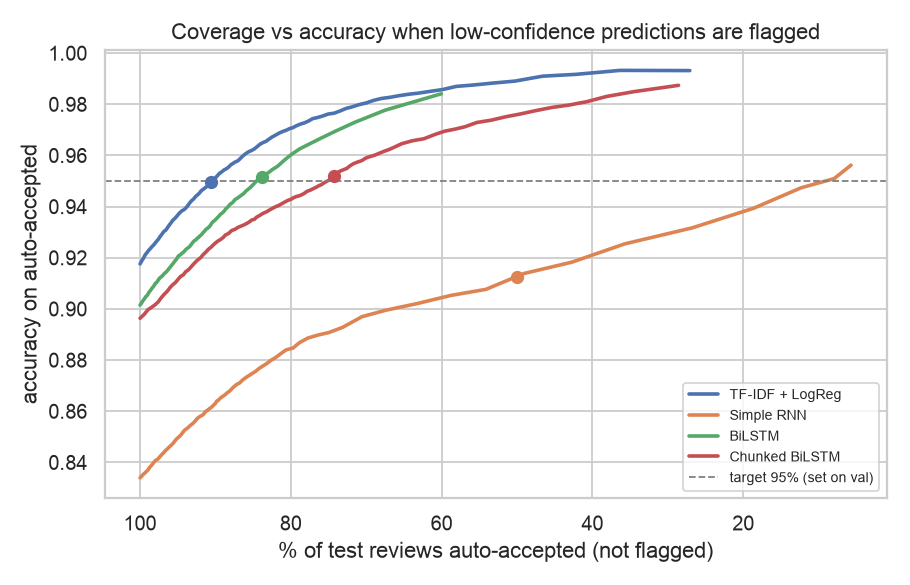 Coverage vs accuracy when low-confidence predictions are flagged
accuracy on auto-accepted
1.00
0.98
0.96
0.94
0.92
0.90
0.88
0.86
0.84
TF-IDF + LogReg
Simple RNN
BiLSTM
Chunked BiLSTM
target 95% (set on val)
100
80
60
40
20
% of test reviews auto-accepted (not flagged)